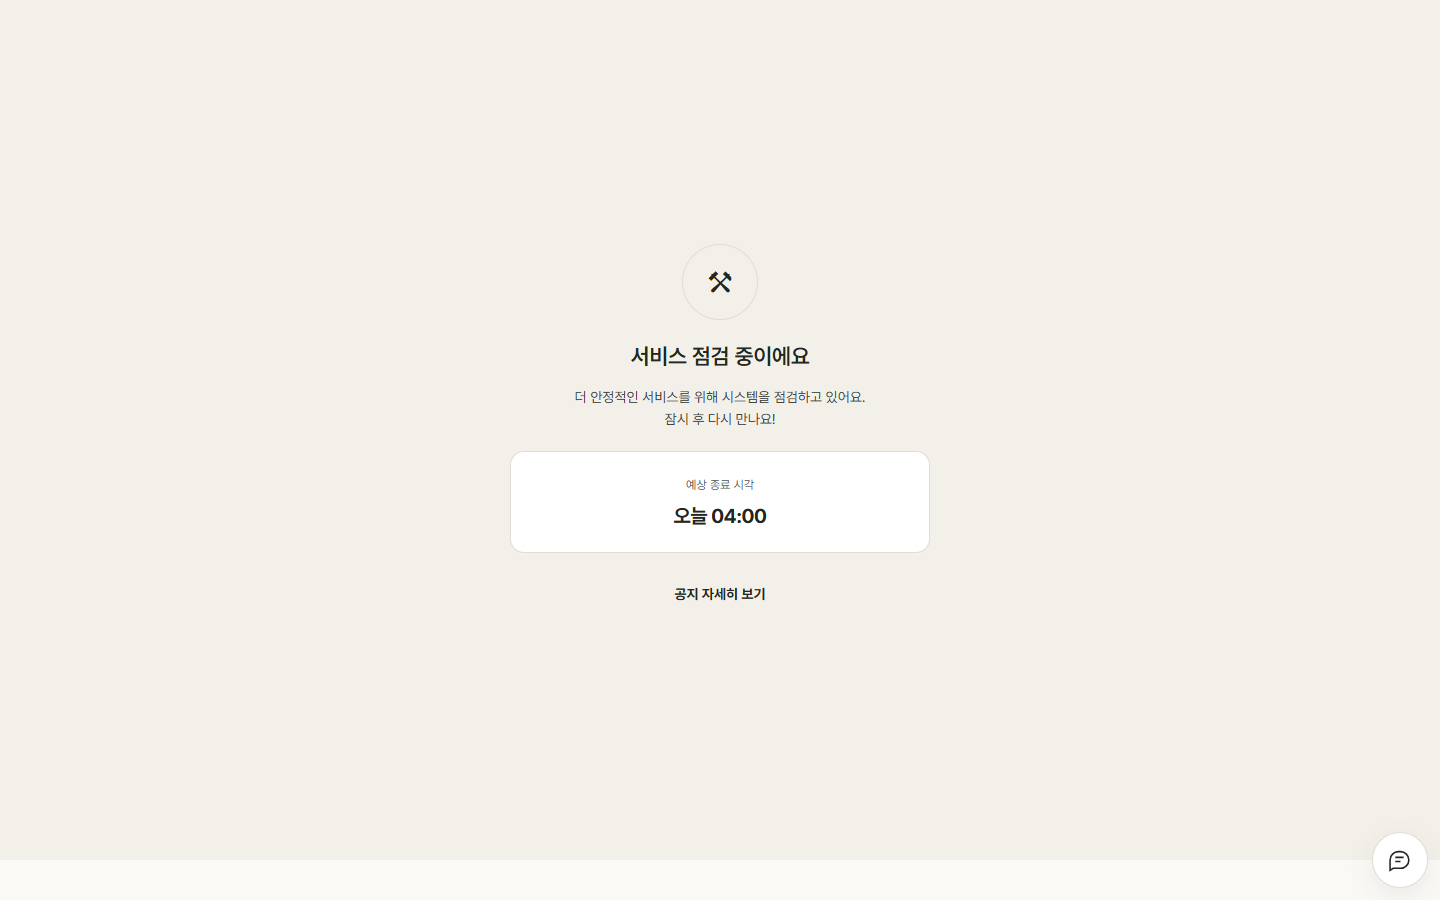 서비스 점검 중이에요
더 안정적인 서비스를 위해 시스템을 점검하고 있어요.
잠시 후 다시 만나요!
예상 종료 시각
오늘 04:00
공지 자세히 보기